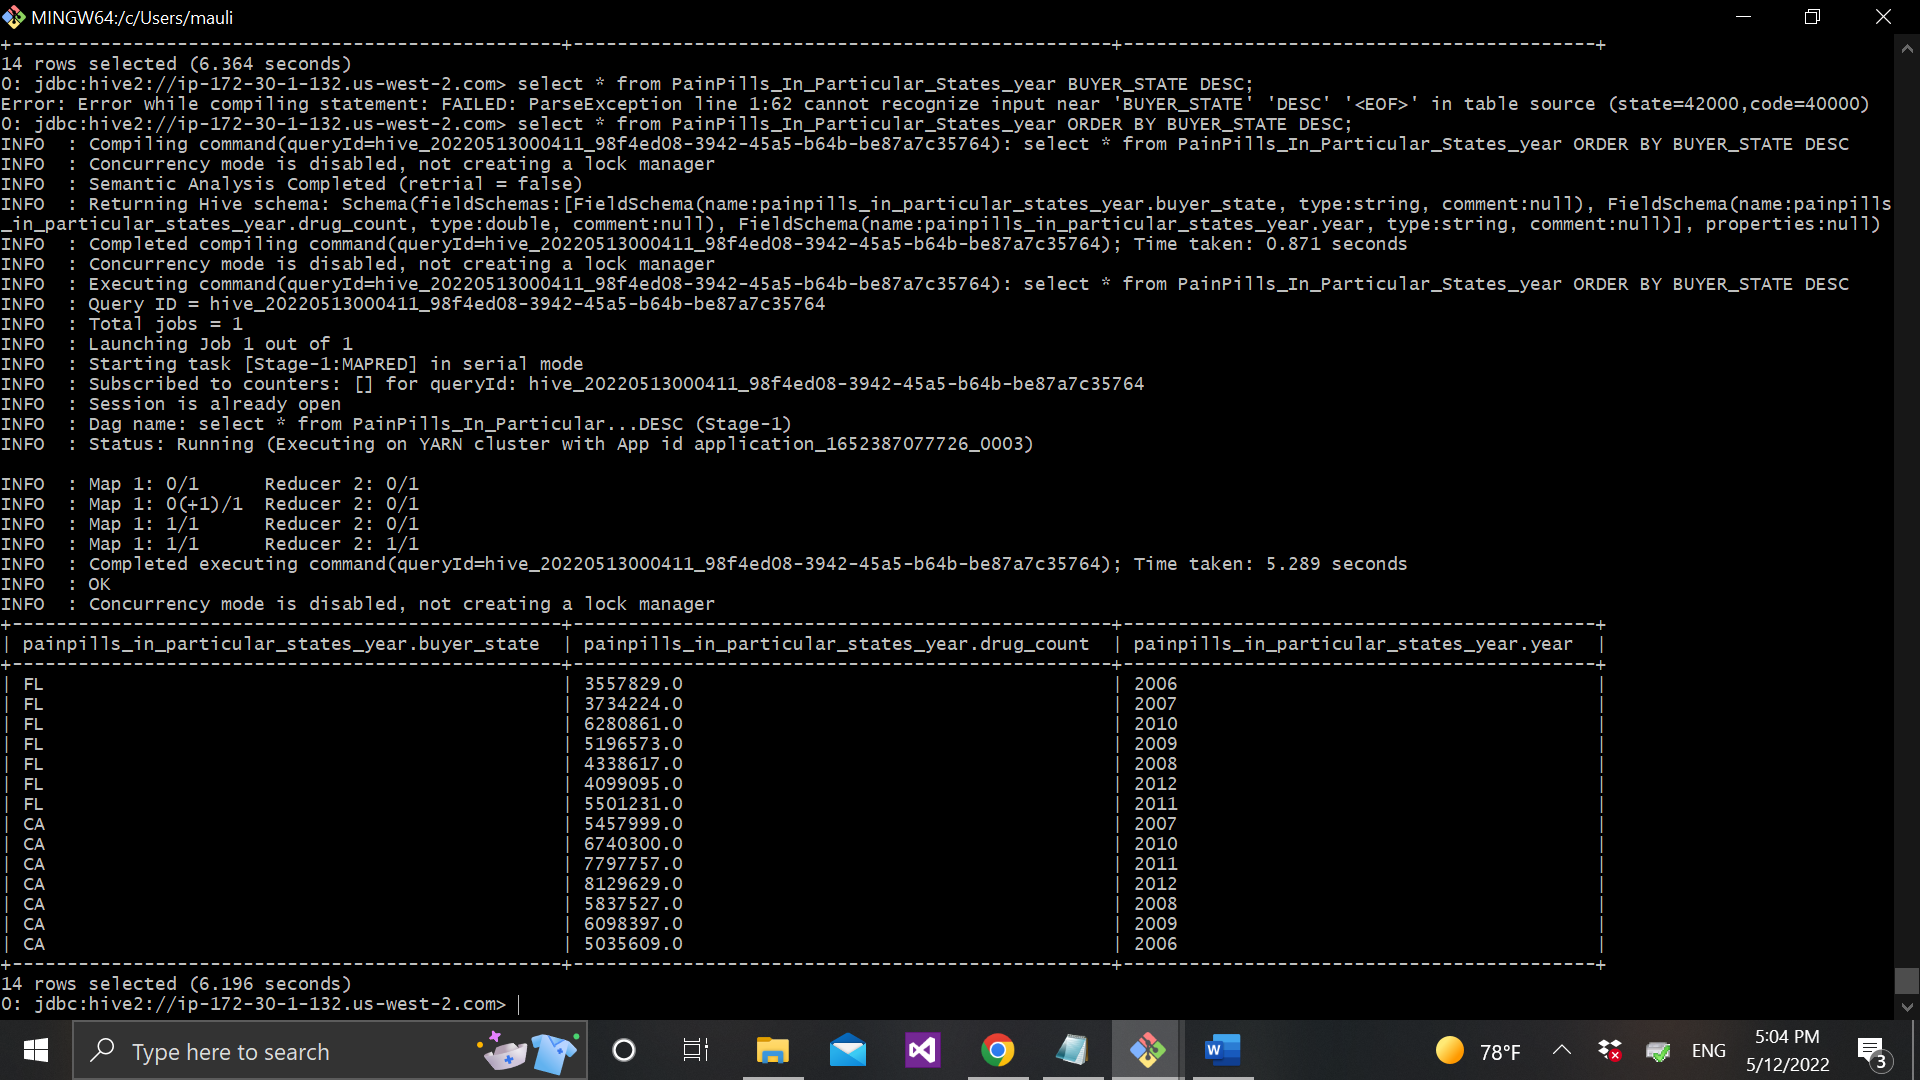 MINGW64:/c/Users/mauli
+--------------------------------------------------+-------------------------------------------------+-------------------------------------------+
14 rows selected (6.364 seconds)
0: jdbc:hive2://ip-172-30-1-132.us-west-2.com> select * from PainPills_In_Particular_States_year BUYER_STATE DESC;
Error: Error while compiling statement: FAILED: ParseException line 1:62 cannot recognize input near 'BUYER_STATE' 'DESC' '<EOF>' in table source (state=42000,code=40000)
0: jdbc:hive2://ip-172-30-1-132.us-west-2.com> select * from PainPills_In_Particular_States_year ORDER BY BUYER_STATE DESC;
INFO  : Compiling command(queryId=hive_20220513000411_98f4ed08-3942-45a5-b64b-be87a7c35764): select * from PainPills_In_Particular_States_year ORDER BY BUYER_STATE DESC
INFO  : Concurrency mode is disabled, not creating a lock manager
INFO  : Semantic Analysis Completed (retrial = false)
INFO  : Returning Hive schema: Schema(fieldSchemas:[FieldSchema(name:painpills_in_particular_states_year.buyer_state, type:string, comment:null), FieldSchema(name:painpills
_in_particular_states_year.drug_count, type:double, comment:null), FieldSchema(name:painpills_in_particular_states_year.year, type:string, comment:null)], properties:null)
INFO  : Completed compiling command(queryId=hive_20220513000411_98f4ed08-3942-45a5-b64b-be87a7c35764); Time taken: 0.871 seconds
INFO  : Concurrency mode is disabled, not creating a lock manager
INFO  : Executing command(queryId=hive_20220513000411_98f4ed08-3942-45a5-b64b-be87a7c35764): select * from PainPills_In_Particular_States_year ORDER BY BUYER_STATE DESC
INFO  : Query ID = hive_20220513000411_98f4ed08-3942-45a5-b64b-be87a7c35764
INFO  : Total jobs = 1
INFO  : Launching Job 1 out of 1
INFO  : Starting task [Stage-1:MAPRED] in serial mode
INFO  : Subscribed to counters: [] for queryId: hive_20220513000411_98f4ed08-3942-45a5-b64b-be87a7c35764
INFO  : Session is already open
INFO  : Dag name: select * from PainPills_In_Particular...DESC (Stage-1)
INFO  : Status: Running (Executing on YARN cluster with App id application_1652387077726_0003)
INFO  : Map 1: 0/1      Reducer 2: 0/1
INFO  : Map 1: 0(+1)/1  Reducer 2: 0/1
INFO  : Map 1: 1/1      Reducer 2: 0/1
INFO  : Map 1: 1/1      Reducer 2: 1/1
INFO  : Completed executing command(queryId=hive_20220513000411_98f4ed08-3942-45a5-b64b-be87a7c35764); Time taken: 5.289 seconds
INFO  : OK
INFO  : Concurrency mode is disabled, not creating a lock manager
+--------------------------------------------------+-------------------------------------------------+-------------------------------------------+
| painpills_in_particular_states_year.buyer_state  | painpills_in_particular_states_year.drug_count  | painpills_in_particular_states_year.year  |
+--------------------------------------------------+-------------------------------------------------+-------------------------------------------+
| FL | 3557829.0 | 2006 |
| FL | 3734224.0 | 2007 |
| FL | 6280861.0 | 2010 |
| FL | 5196573.0 | 2009 |
| FL | 4338617.0 | 2008 |
| FL | 4099095.0 | 2012 |
| FL | 5501231.0 | 2011 |
| CA | 5457999.0 | 2007 |
| CA | 6740300.0 | 2010 |
| CA | 7797757.0 | 2011 |
| CA | 8129629.0 | 2012 |
| CA | 5837527.0 | 2008 |
| CA | 6098397.0 | 2009 |
| CA | 5035609.0 | 2006 |
+--------------------------------------------------+-------------------------------------------------+-------------------------------------------+
14 rows selected (6.196 seconds)
0: jdbc:hive2://ip-172-30-1-132.us-west-2.com>
Type here to search
W
78°F
ENG
5:04 PM
5/12/2022
3